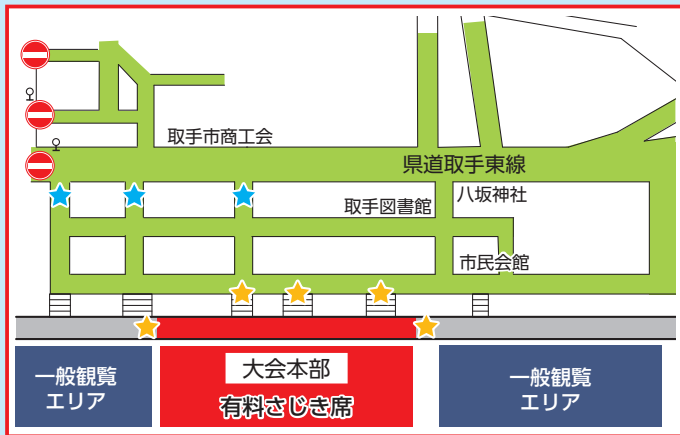 取手市商工会
県道取手東線
取手図書館
八坂神社
市民会館
一般観覧
エリア
大会本部
有料さじき席
一般観覧
エリア